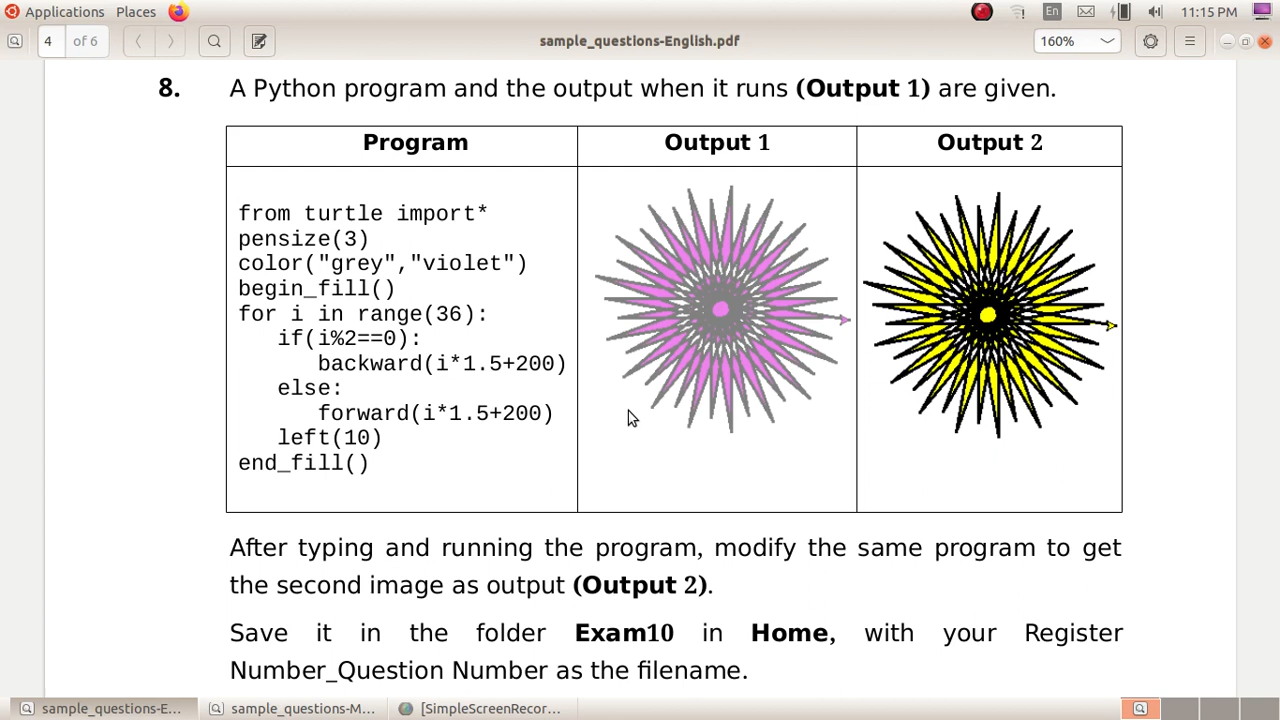 Applications Places En 11:15 PM
4 of 6 sample_questions-English.pdf 160%
8. A Python program and the output when it runs (Output 1) are given.
Program Output 1 Output 2
from turtle import*
pensize(3)
color("grey","violet")
begin_fill()
for i in range(36):
   if(i%2==0):
      backward(i*1.5+200)
   else:
      forward(i*1.5+200)
   left(10)
end_fill()
After typing and running the program, modify the same program to get
the second image as output (Output 2).
Save it in the folder Exam10 in Home, with your Register
Number_Question Number as the filename.
sample_questions-E... sample_questions-M... [SimpleScreenRecor...